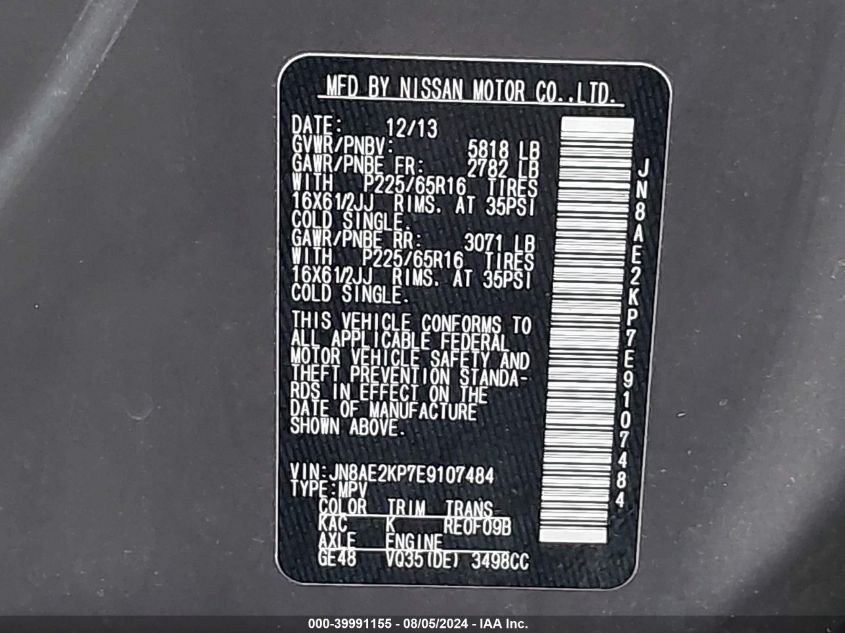 MFD BY NISSAN MOTOR CO.,LTD.
DATE: 12/13
GVWR/PNBV: 5818 LB
GAWR/PNBE FR: 2782 LB
WITH P225/65R16 TIRES
16X61/2JJ RIMS. AT 35PSI
COLD SINGLE.
GAWR/PNBE RR: 3071 LB
WITH P225/65R16 TIRES
16X61/2JJ RIMS. AT 35PSI
COLD SINGLE.
THIS VEHICLE CONFORMS TO
ALL APPLICABLE FEDERAL
MOTOR VEHICLE SAFETY AND
THEFT PREVENTION STANDA-
RDS IN EFFECT ON THE
DATE OF MANUFACTURE
SHOWN ABOVE.
VIN:JN8AE2KP7E9107484
TYPE:MPV
COLOR TRIM TRANS
KAC K RE0F09B
AXLE ENGINE
GE48 VQ35(DE) 3498CC
JN8AE2KP7E9107484
000-39991155 - 08/05/2024 - IAA Inc.